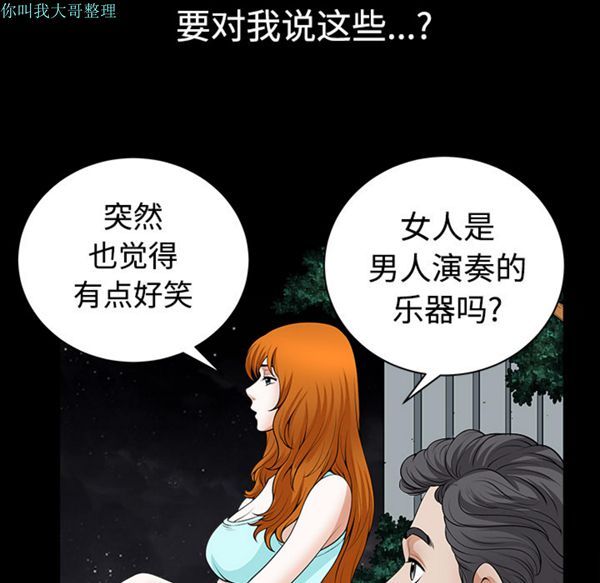 你叫我大哥整理
要对我说这些...?
突然
也觉得
有点好笑
女人是
男人演奏的
乐器吗?